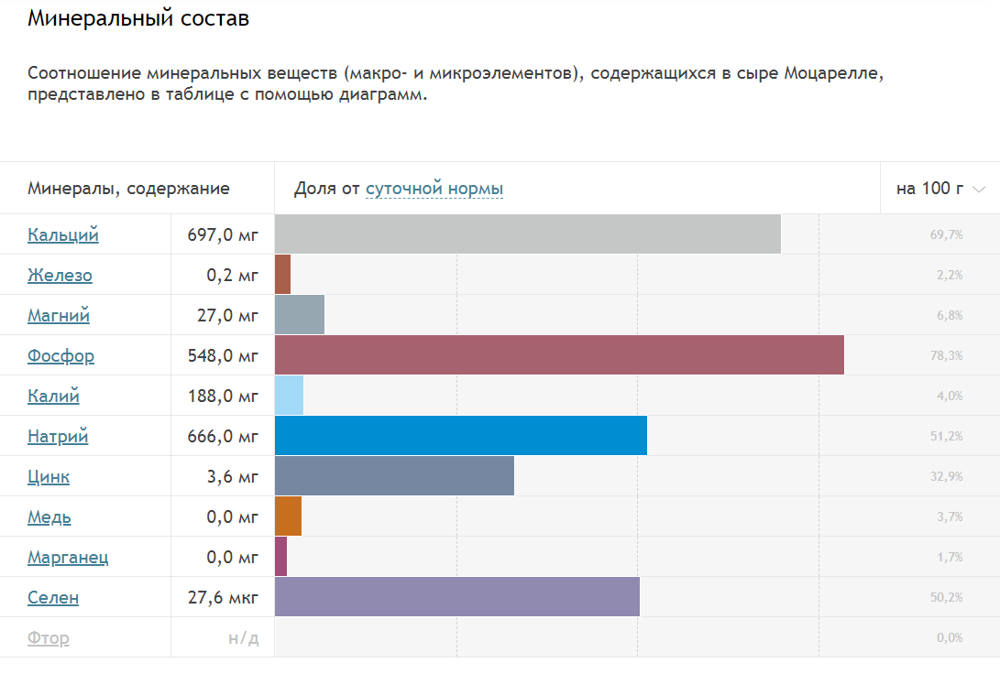 Минеральный состав
Соотношение минеральных веществ (макро- и микроэлементов), содержащихся в сыре Моцарелле,
представлено в таблице с помощью диаграмм.
Минералы, содержание Доля от суточной нормы на 100 г
Кальций 697,0 мг 69,7%
Железо 0,2 мг 2,2%
Магний 27,0 мг 6,8%
Фосфор 548,0 мг 78,3%
Калий 188,0 мг 4,0%
Натрий 666,0 мг 51,2%
Цинк 3,6 мг 32,9%
Медь 0,0 мг 3,7%
Марганец 0,0 мг 1,7%
Селен 27,6 мкг 50,2%
Фтор н/д 0,0%